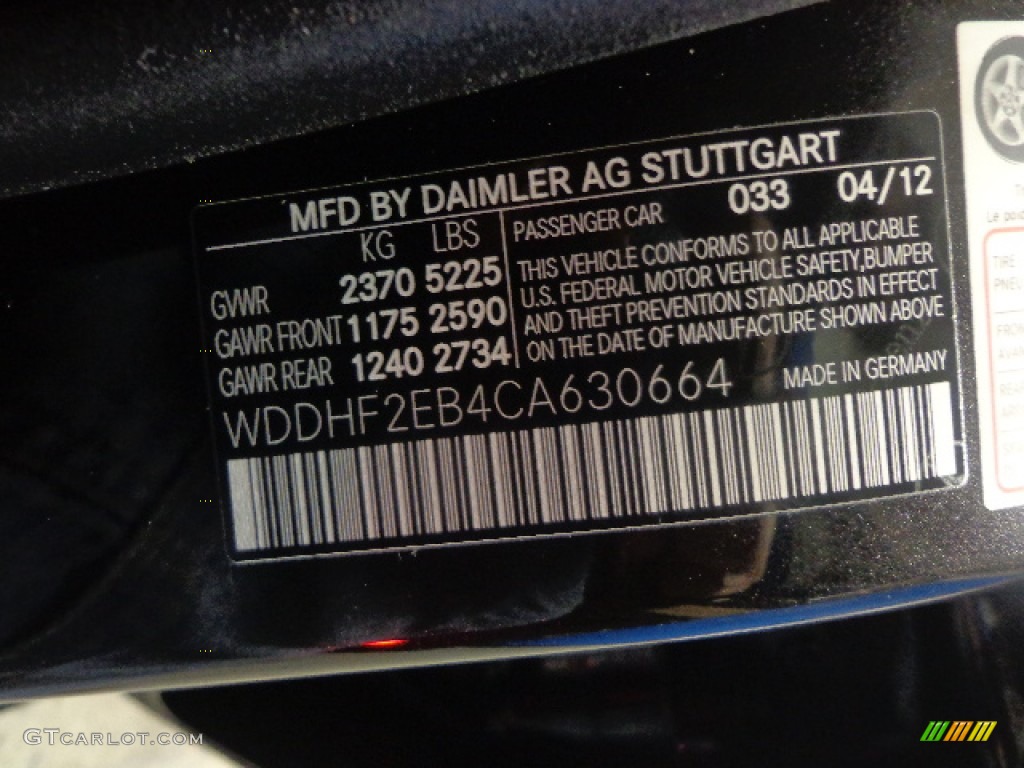 MFD BY DAIMLER AG STUTTGART
KG LBS
GVWR 2370 5225
GAWR FRONT 1175 2590
GAWR REAR 1240 2734
PASSENGER CAR 033 04/12
THIS VEHICLE CONFORMS TO ALL APPLICABLE
U.S. FEDERAL MOTOR VEHICLE SAFETY,BUMPER
AND THEFT PREVENTION STANDARDS IN EFFECT
ON THE DATE OF MANUFACTURE SHOWN ABOVE
WDDHF2EB4CA630664 MADE IN GERMANY
TIRE
GTCARLOT.COM